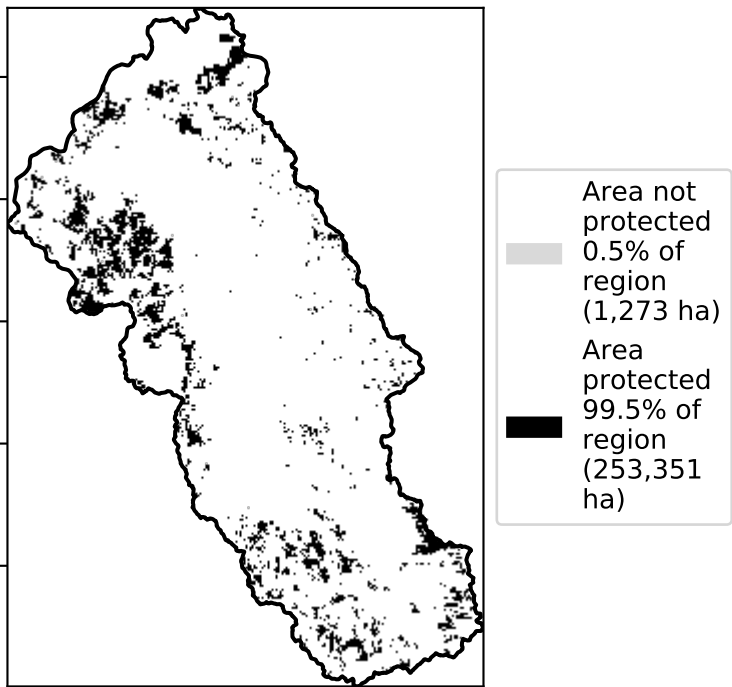 Area not
protected
0.5% of
region
(1,273 ha)
Area
protected
99.5% of
region
(253,351
ha)